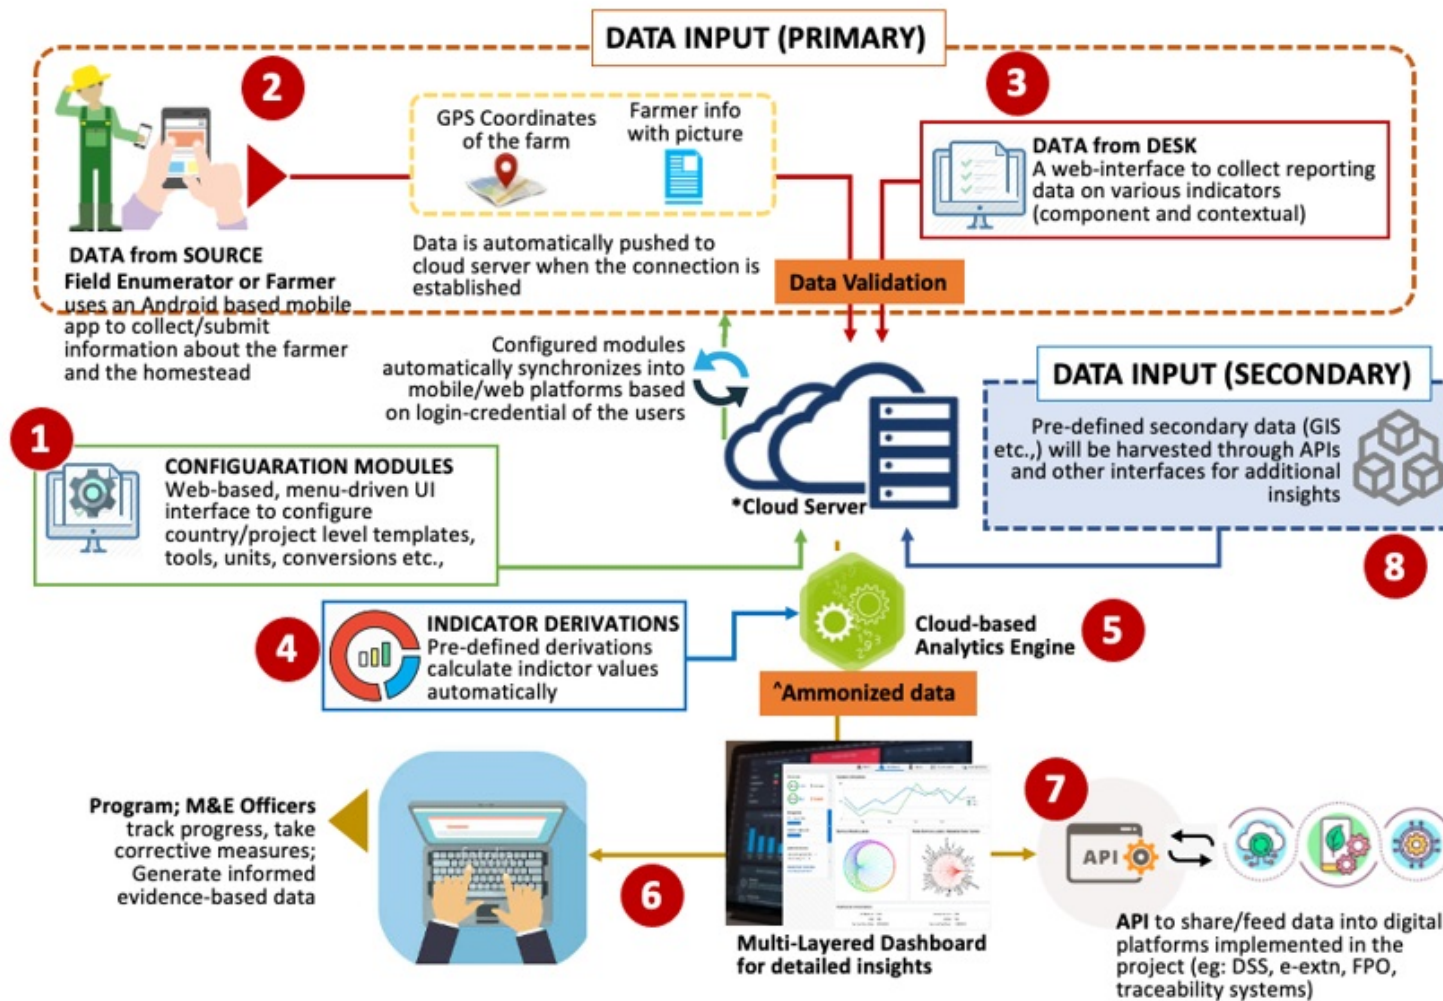 DATA INPUT (PRIMARY)
2
3
GPS Coordinates
of the farm
Farmer info
with picture
DATA from DESK
A web-interface to collect reporting
data on various indicators
(component and contextual)
DATA from SOURCE
Field Enumerator or Farmer
uses an Android based mobile
app to collect/submit
information about the farmer
and the homestead
Data is automatically pushed to
cloud server when the connection is
established
Data Validation
Configured modules
automatically synchronizes into
mobile/web platforms based
on login-credential of the users
DATA INPUT (SECONDARY)
Pre-defined secondary data (GIS
etc.,) will be harvested through APIs
and other interfaces for additional
insights
8
1
CONFIGUARATION MODULES
Web-based, menu-driven UI
interface to configure
country/project level templates,
tools, units, conversions etc.,
*Cloud Server
4
INDICATOR DERIVATIONS
Pre-defined derivations
calculate indictor values
automatically
Cloud-based
Analytics Engine
5
^Ammonized data
Program; M&E Officers
track progress, take
corrective measures;
Generate informed
evidence-based data
6
Multi-Layered Dashboard
for detailed insights
7
API
API to share/feed data into digital
platforms implemented in the
project (eg: DSS, e-extn, FPO,
traceability systems)